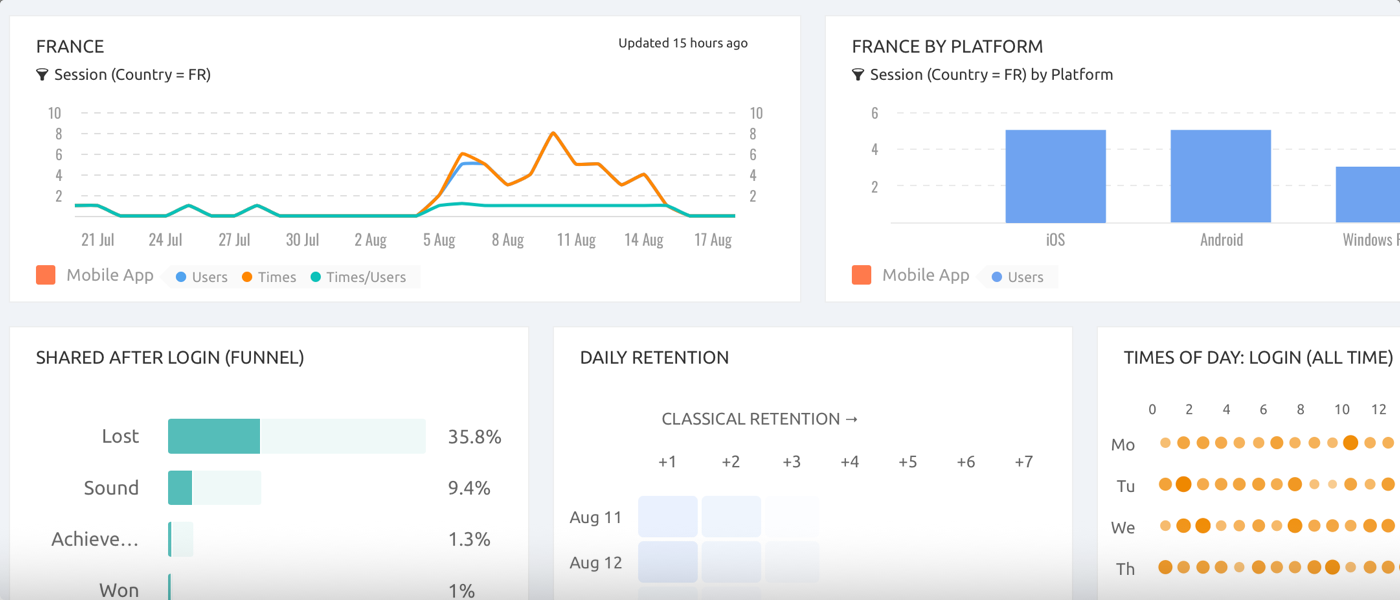 FRANCE
Updated 15 hours ago
Session (Country = FR)
10 10
8 8
6 6
4 4
2 2
21 Jul 24 Jul 27 Jul 30 Jul 2 Aug 5 Aug 8 Aug 11 Aug 14 Aug 17 Aug
Mobile App Users Times Times/Users
FRANCE BY PLATFORM
Session (Country = FR) by Platform
6
4
2
iOS Android Windows
Mobile App Users
SHARED AFTER LOGIN (FUNNEL)
Lost 35.8%
Sound 9.4%
Achieve... 1.3%
Won 1%
DAILY RETENTION
CLASSICAL RETENTION →
+1 +2 +3 +4 +5 +6 +7
Aug 11
Aug 12
TIMES OF DAY: LOGIN (ALL TIME)
0 2 4 6 8 10 12
Mo
Tu
We
Th